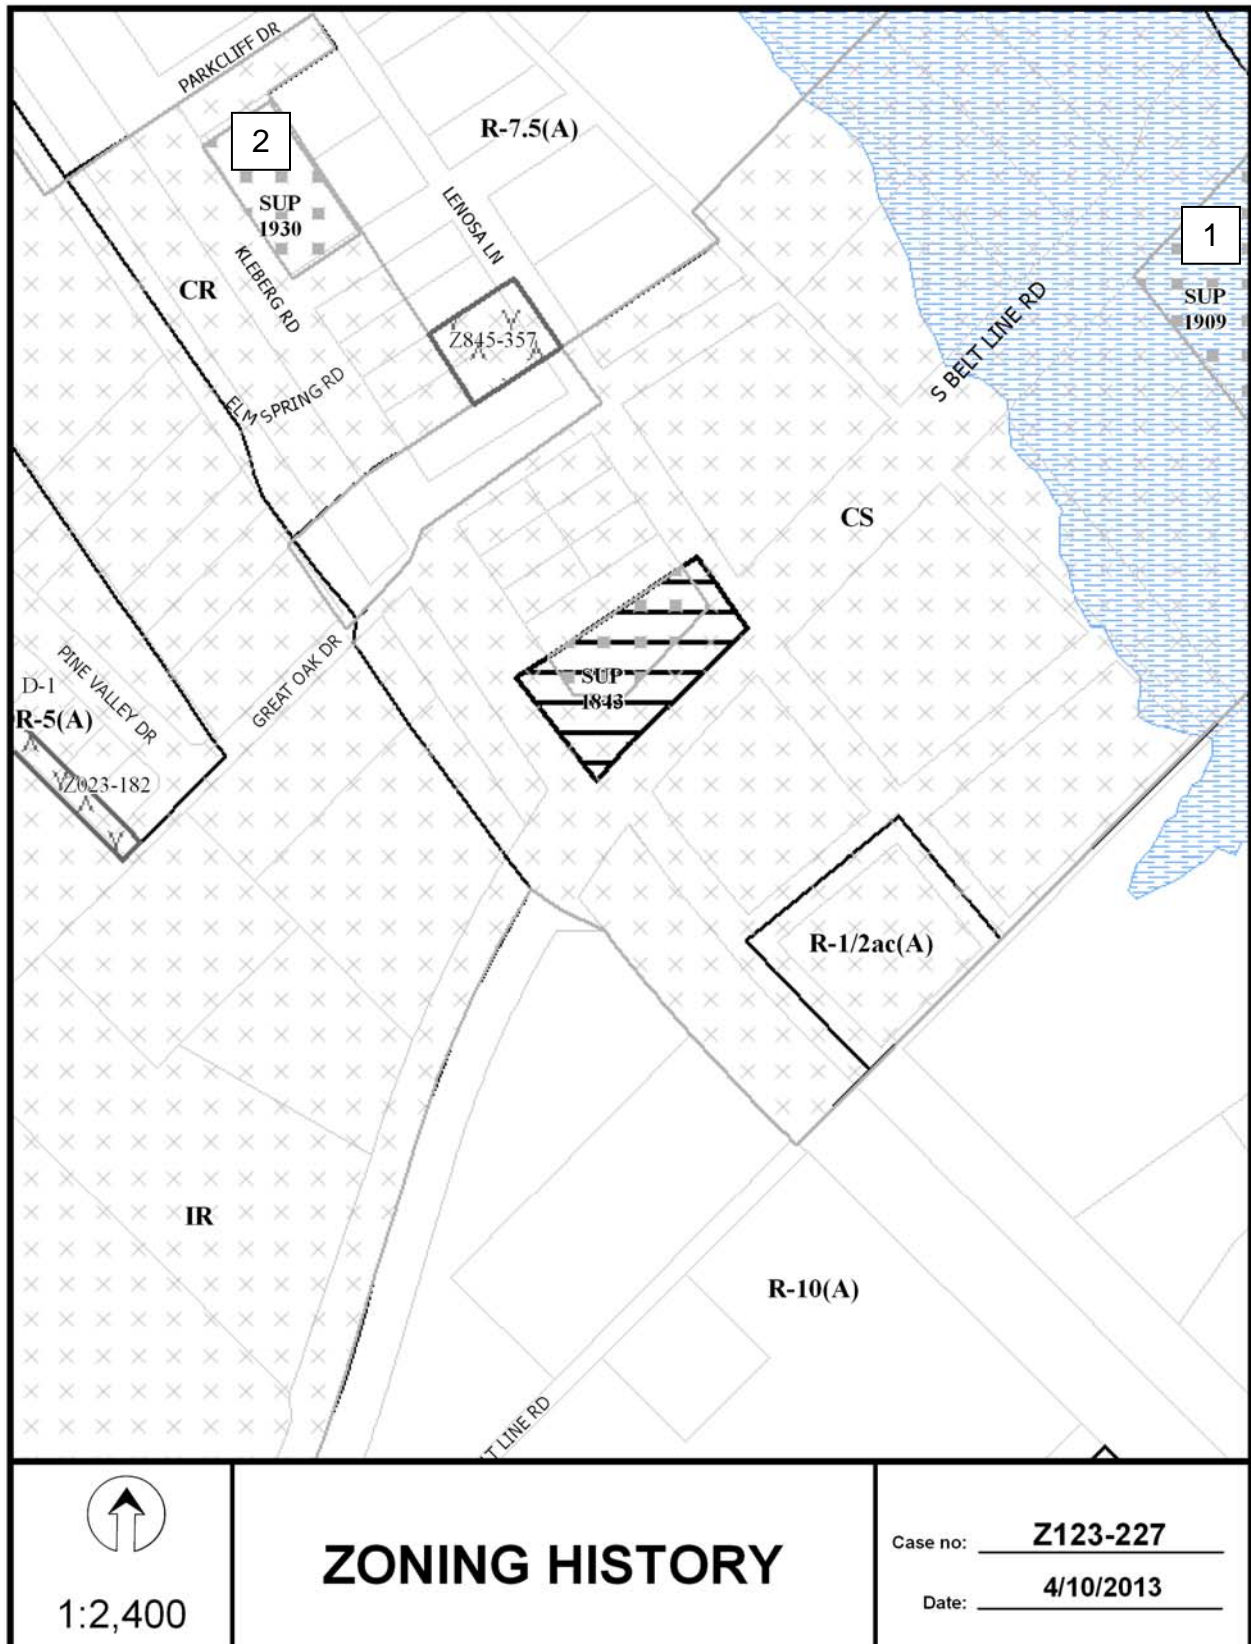 PARKCLIFF DR
2
R-7.5(A)
SUP
1930
LENOSA LN
1
KLEBERG RD
CR
SUP
1909
S BELT LINE RD
Z845-357
ELM SPRING RD
CS
PINE VALLEY DR
GREAT OAK DR
SUP
1843
D-1
R-5(A)
Z023-182
R-1/2ac(A)
IR
R-10(A)
LT LINE RD
1:2,400
ZONING HISTORY
Case no: Z123-227
Date: 4/10/2013